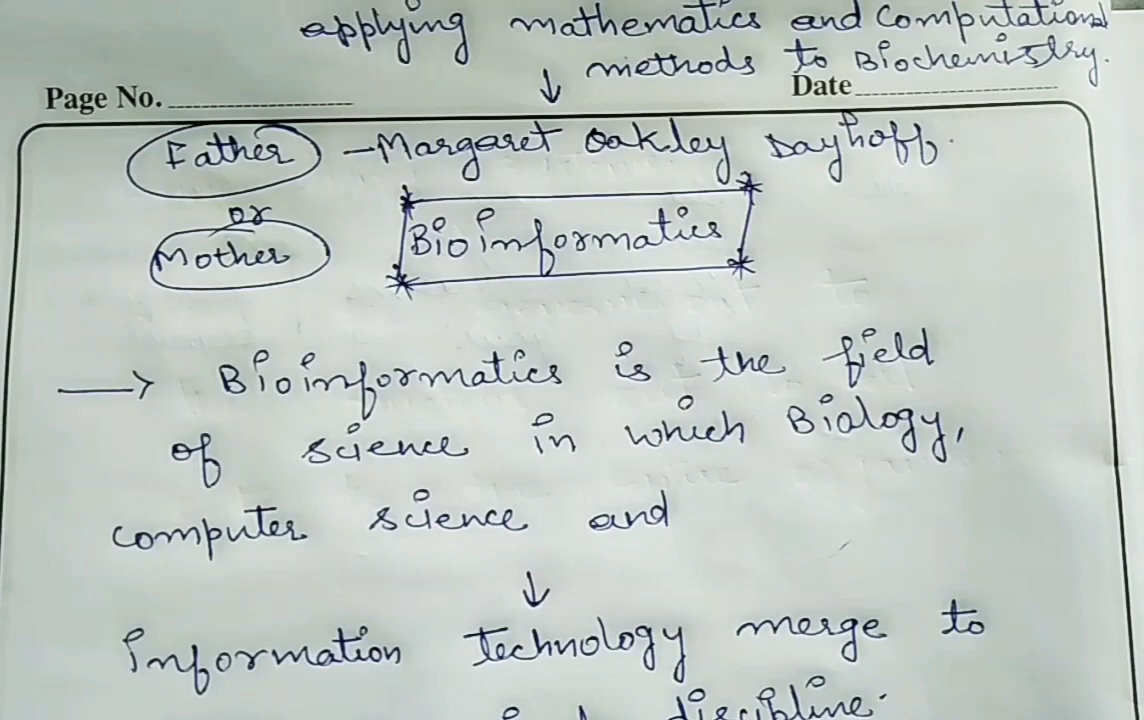 applying mathematics and Computational
methods to Biochemistry.
↓
Page No. Date
Father - Margaret Oakley Dayhoff.
or
Mother
Bioinformatics
→ Bioinformatics is the field
of science in which Biology,
computer science and
↓
Information technology merge to
discipline.